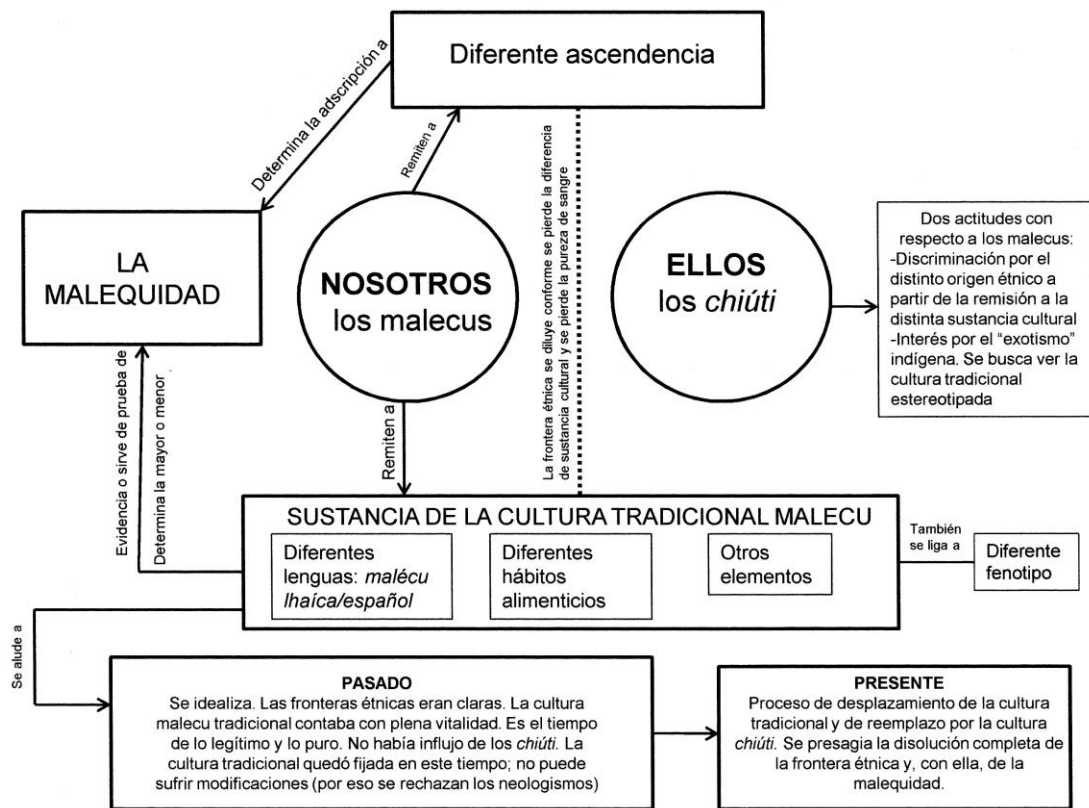 Diferente ascendencia
Determina la adscripción a
Remiten a
La frontera étnica se diluye conforme se pierde la diferencia
de sustancia cultural y se pierde la pureza de sangre
LA
MALEQUIDAD
NOSOTROS
los malecus
ELLOS
los chiúti
Dos actitudes con
respecto a los malecus:
-Discriminación por el
distinto origen étnico a
partir de la remisión a la
distinta sustancia cultural
-Interés por el “exotismo”
indígena. Se busca ver la
cultura tradicional
estereotipada
Evidencia o sirve de prueba de
Determina la mayor o menor
Remiten a
SUSTANCIA DE LA CULTURA TRADICIONAL MALECU
Diferentes
lenguas: malécu
lhaíca/español
Diferentes
hábitos
alimenticios
Otros
elementos
También
se liga a
Diferente
fenotipo
Se alude a
PASADO
Se idealiza. Las fronteras étnicas eran claras. La cultura
malecu tradicional contaba con plena vitalidad. Es el tiempo
de lo legítimo y lo puro. No había influjo de los chiúti. La
cultura tradicional quedó fijada en este tiempo; no puede
sufrir modificaciones (por eso se rechazan los neologismos)
PRESENTE
Proceso de desplazamiento de la cultura
tradicional y de reemplazo por la cultura
chiúti. Se presagia la disolución completa de
la frontera étnica y, con ella, de la
malequidad.